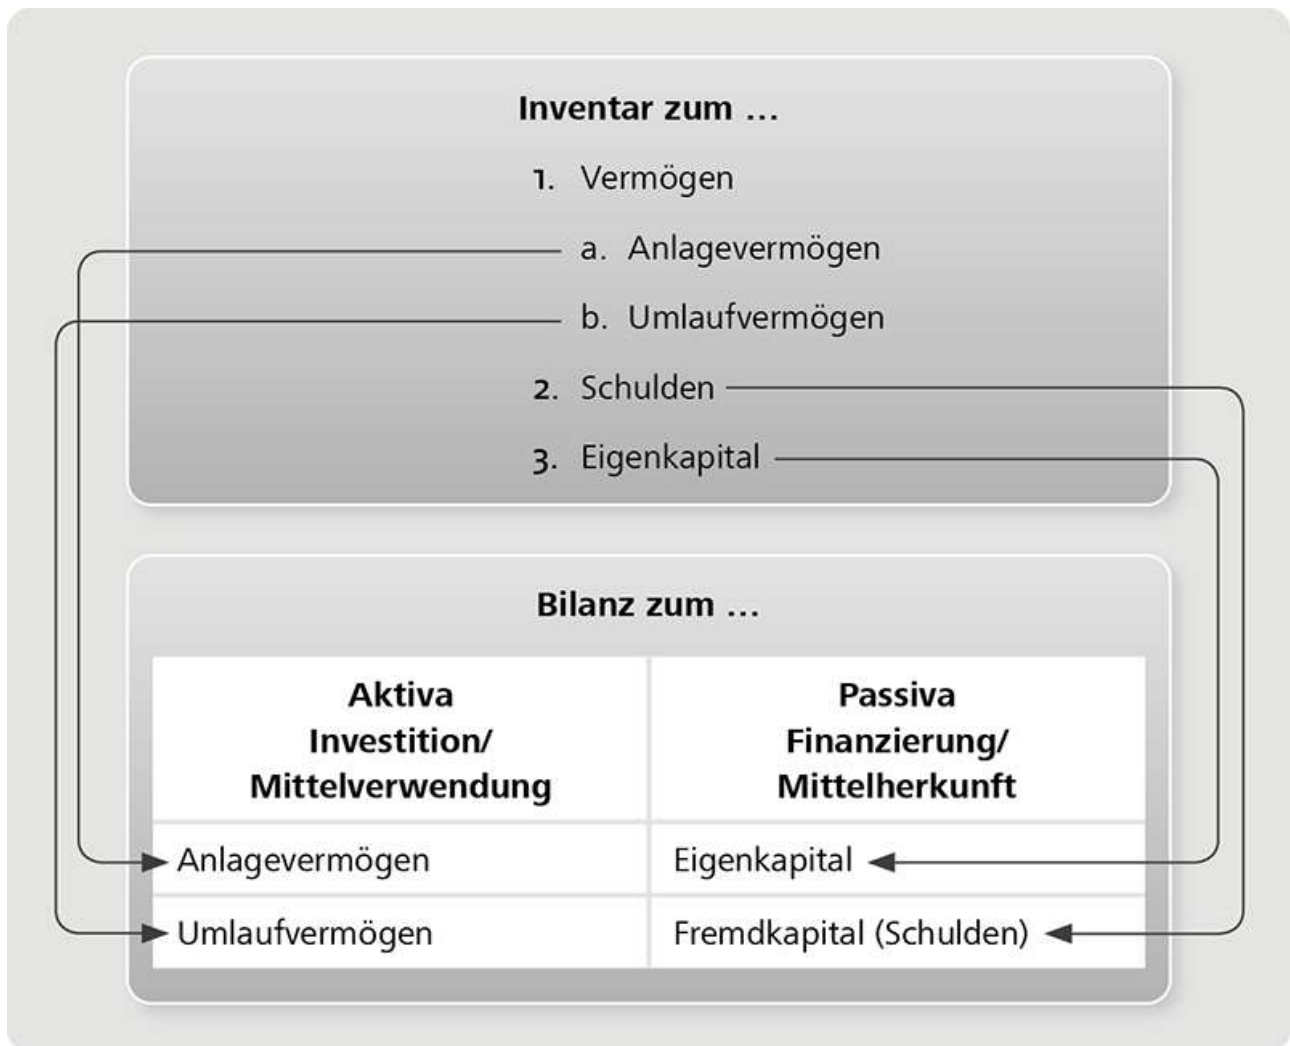 Inventar zum ...
1. Vermögen
a. Anlagevermögen
b. Umlaufvermögen
2. Schulden
3. Eigenkapital
Bilanz zum ...
Aktiva
Investition/
Mittelverwendung
Passiva
Finanzierung/
Mittelherkunft
Anlagevermögen
Eigenkapital
Umlaufvermögen
Fremdkapital (Schulden)